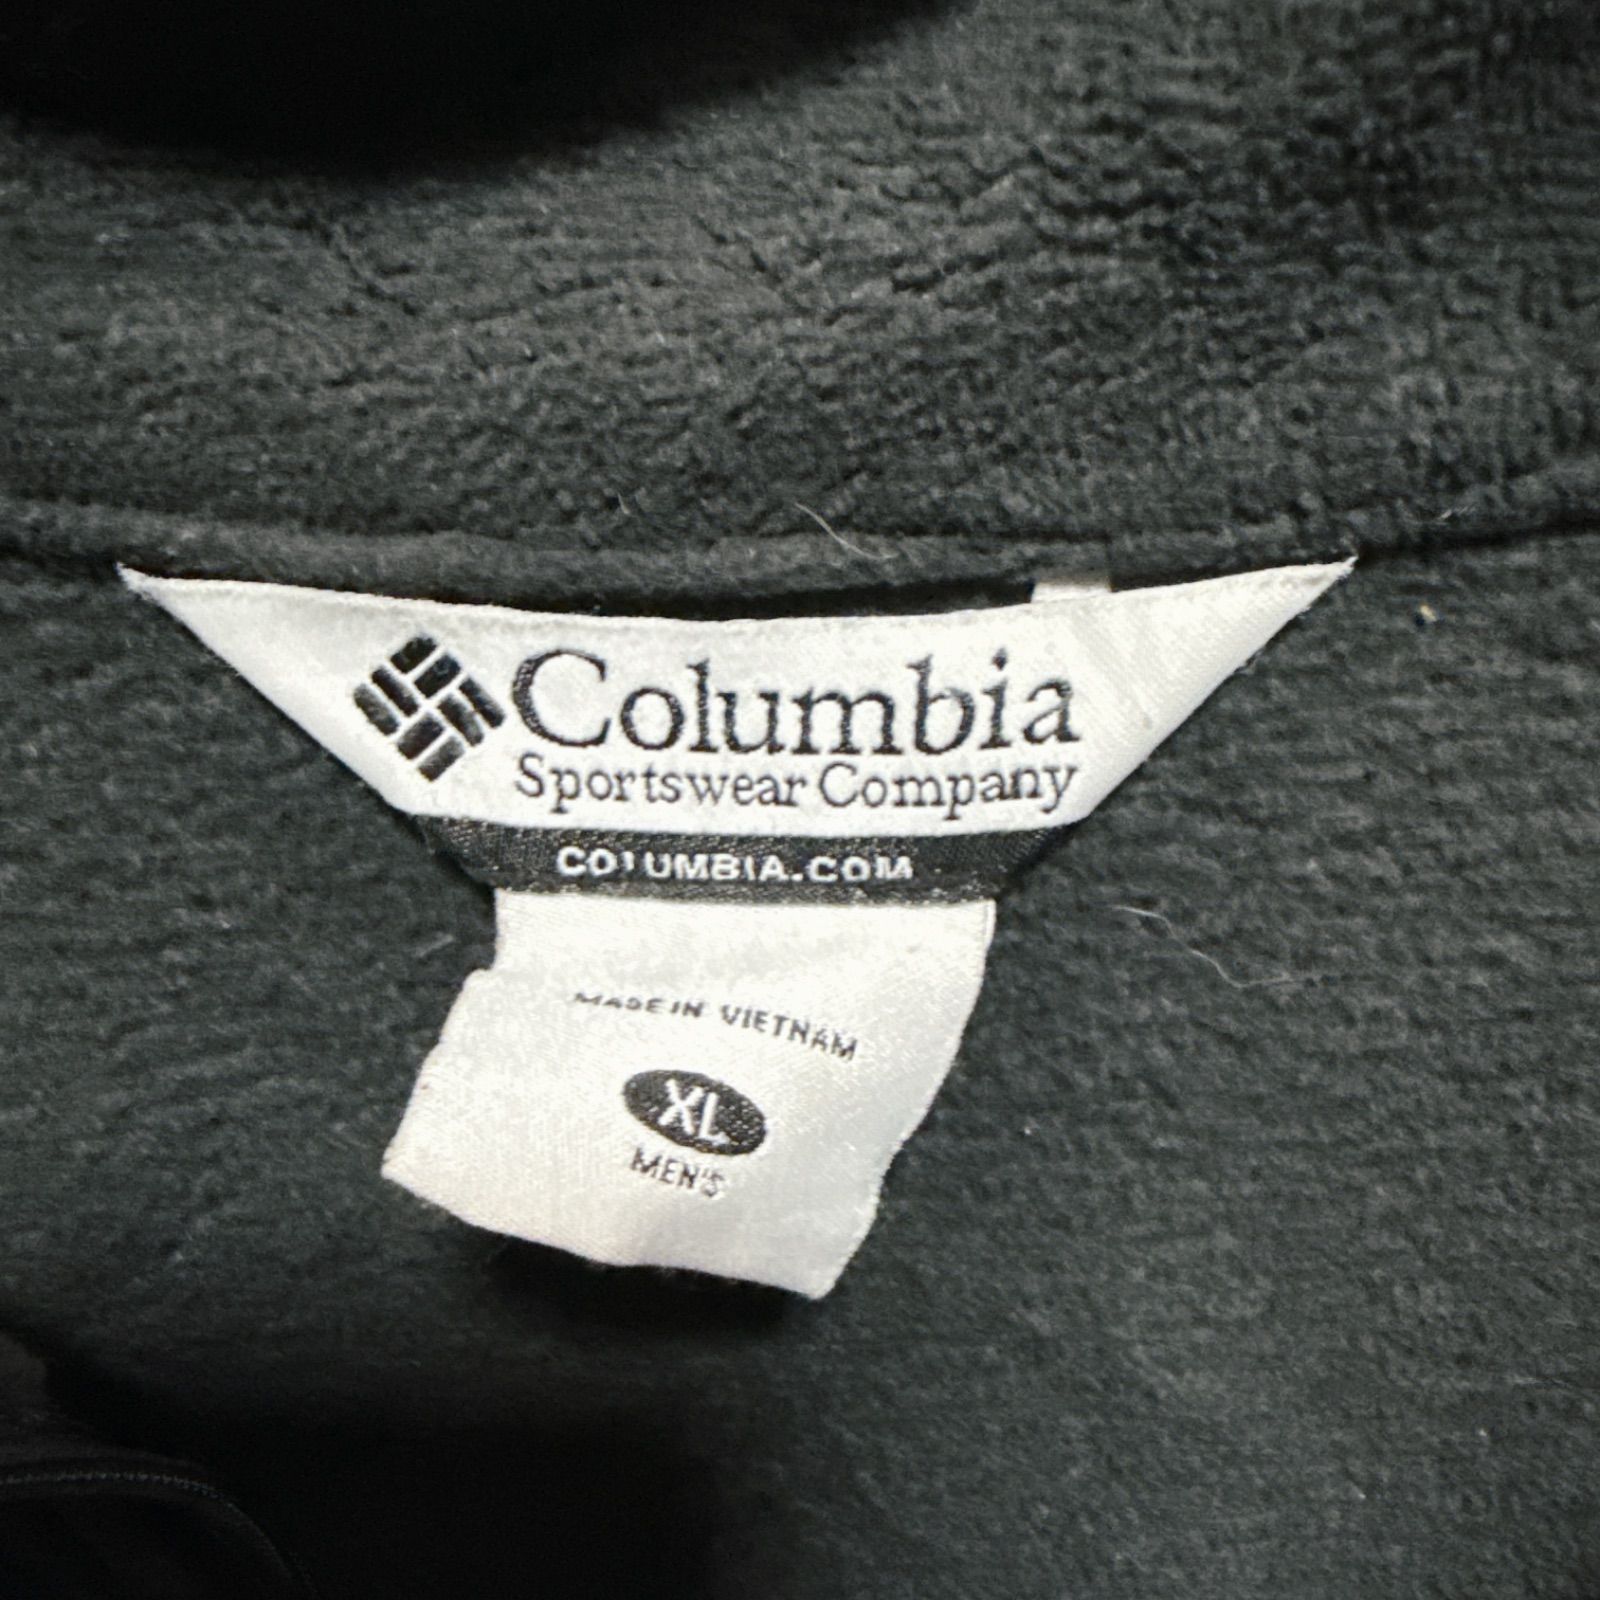 Columbia
Sportswear Company
COLUMBIA.COM
MADE IN VIETNAM
XL
MEN'S